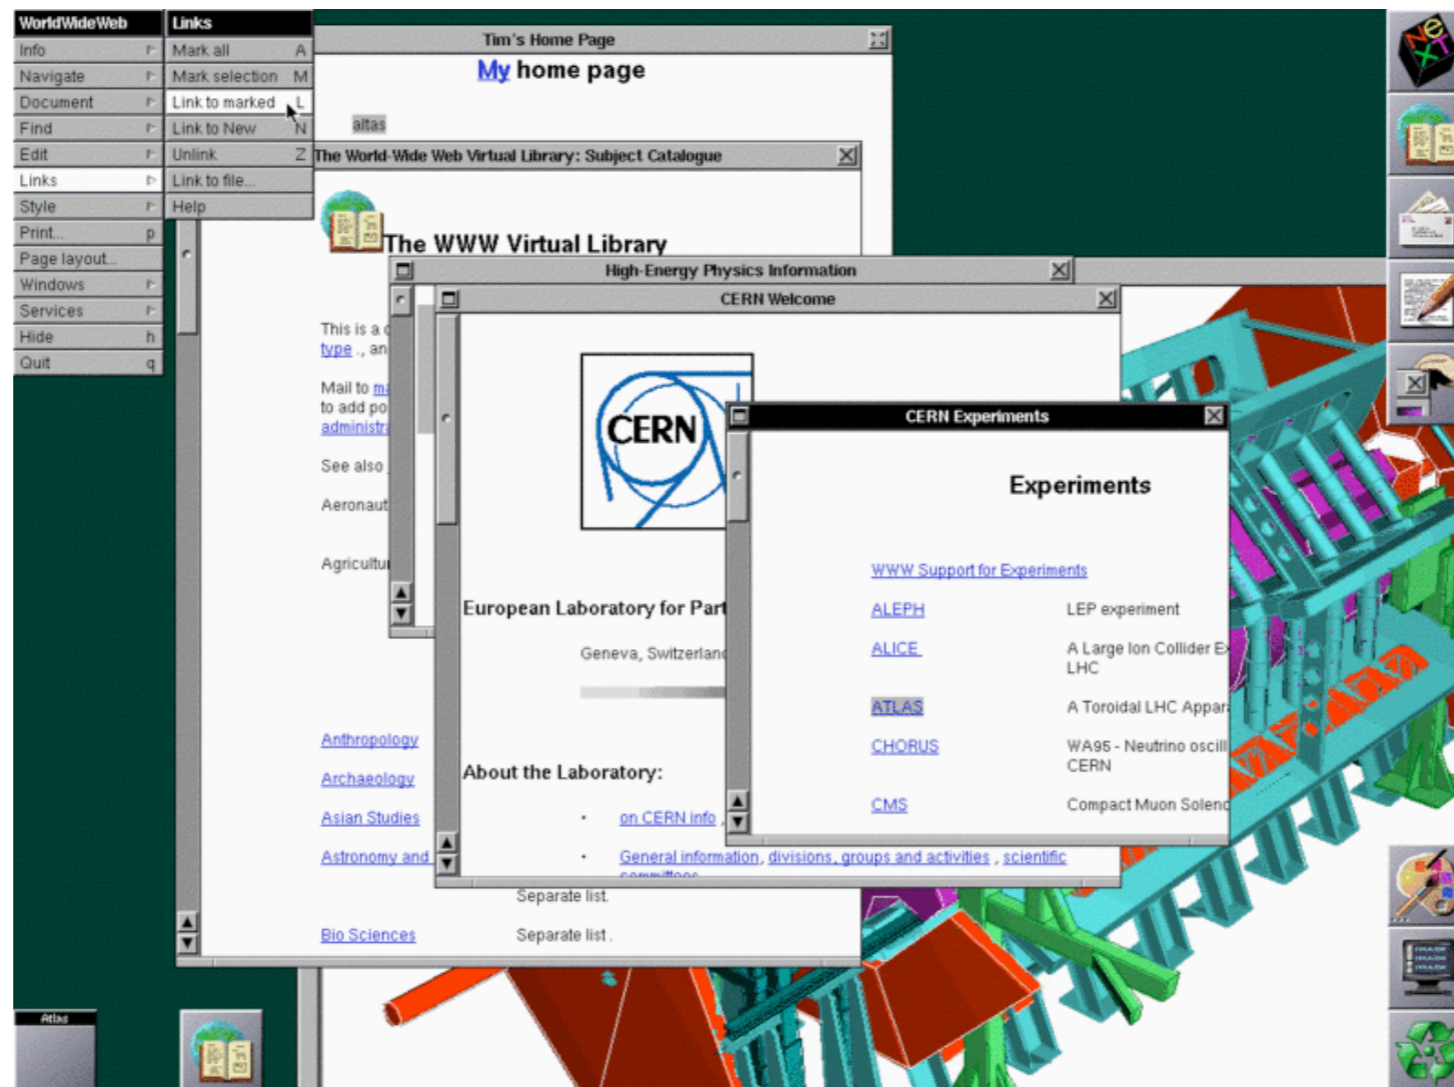 WorldWideWeb
Info
Navigate
Document
Find
Edit
Links
Style
Print... p
Page layout...
Windows
Services
Hide h
Quit q
Links
Mark all A
Mark selection M
Link to marked L
Link to New N
Unlink Z
Link to file...
Help
Tim's Home Page
My home page
altas
The World-Wide Web Virtual Library: Subject Catalogue
The WWW Virtual Library
This is a
type ., an
Mail to
to add po
administr
See also
Aeronaut
Agricultu
Anthropology
Archaeology
Asian Studies
Astronomy and
Separate list.
Bio Sciences Separate list .
High-Energy Physics Information
CERN Welcome
CERN
European Laboratory for Part
Geneva, Switzerland
About the Laboratory:
· on CERN info ,
· General information, divisions, groups and activities , scientific
committees
CERN Experiments
Experiments
WWW Support for Experiments
ALEPH LEP experiment
ALICE A Large Ion Collider Ex
LHC
ATLAS A Toroidal LHC Appar
CHORUS WA95 - Neutrino oscill
CERN
CMS Compact Muon Soleno
NeXT
Atlas